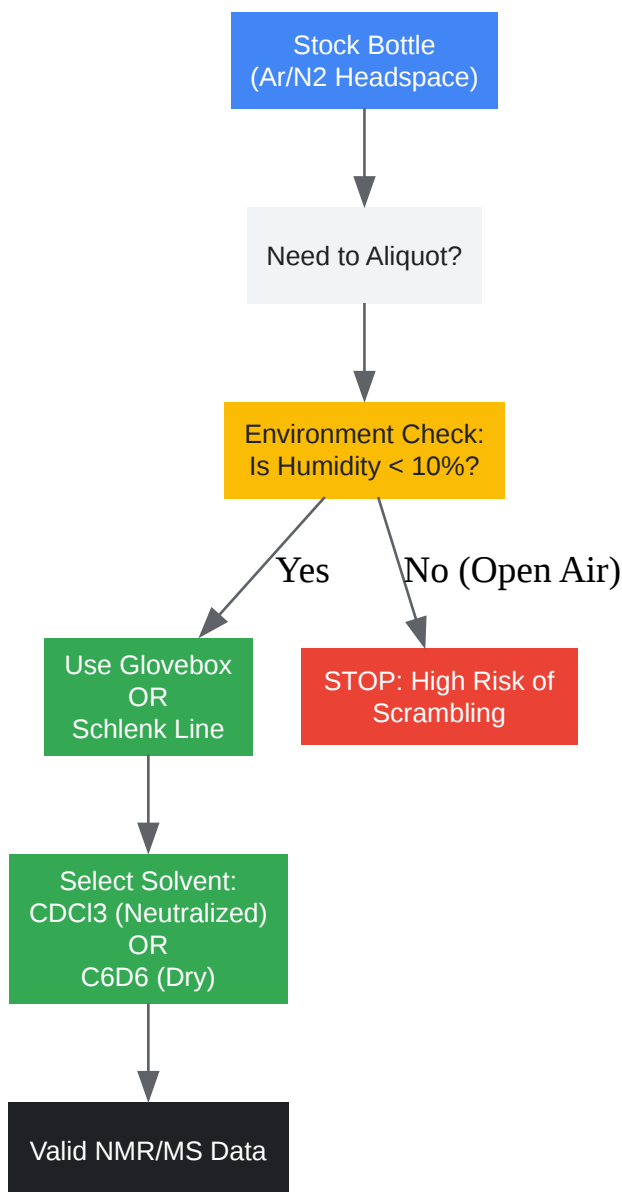 Stock Bottle
(Ar/N2 Headspace)
Need to Aliquot?
Environment Check:
Is Humidity < 10%?
Yes
No (Open Air)
Use Glovebox
OR
Schlenk Line
STOP: High Risk of
Scrambling
Select Solvent:
CDCl3 (Neutralized)
OR
C6D6 (Dry)
Valid NMR/MS Data